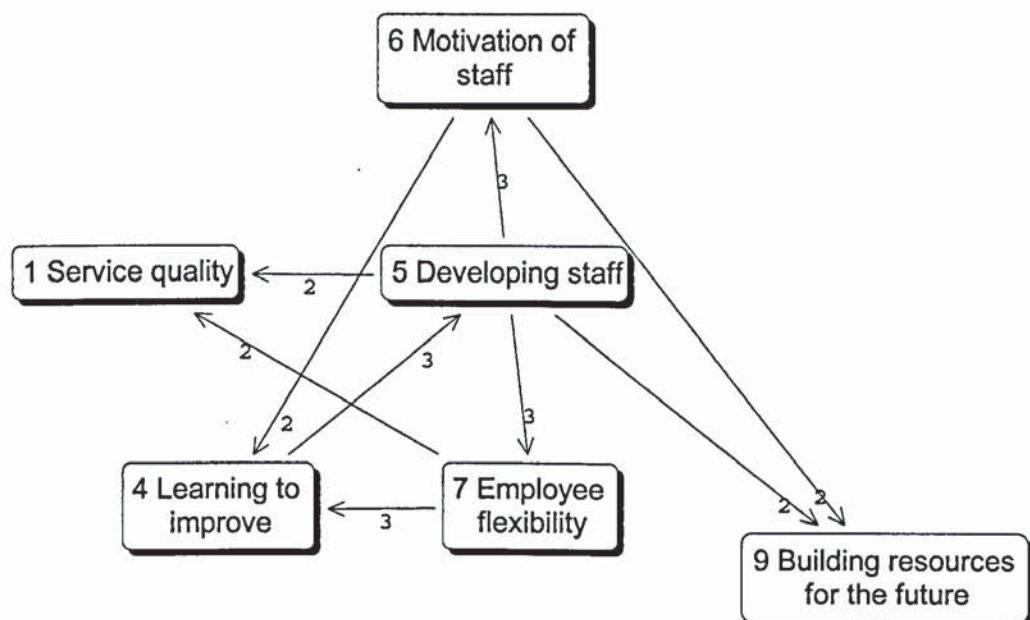 6 Motivation of
staff
3
1 Service quality
2
5 Developing staff
2
3
3
2
4 Learning to
improve
3
7 Employee
flexibility
2
2
9 Building resources
for the future